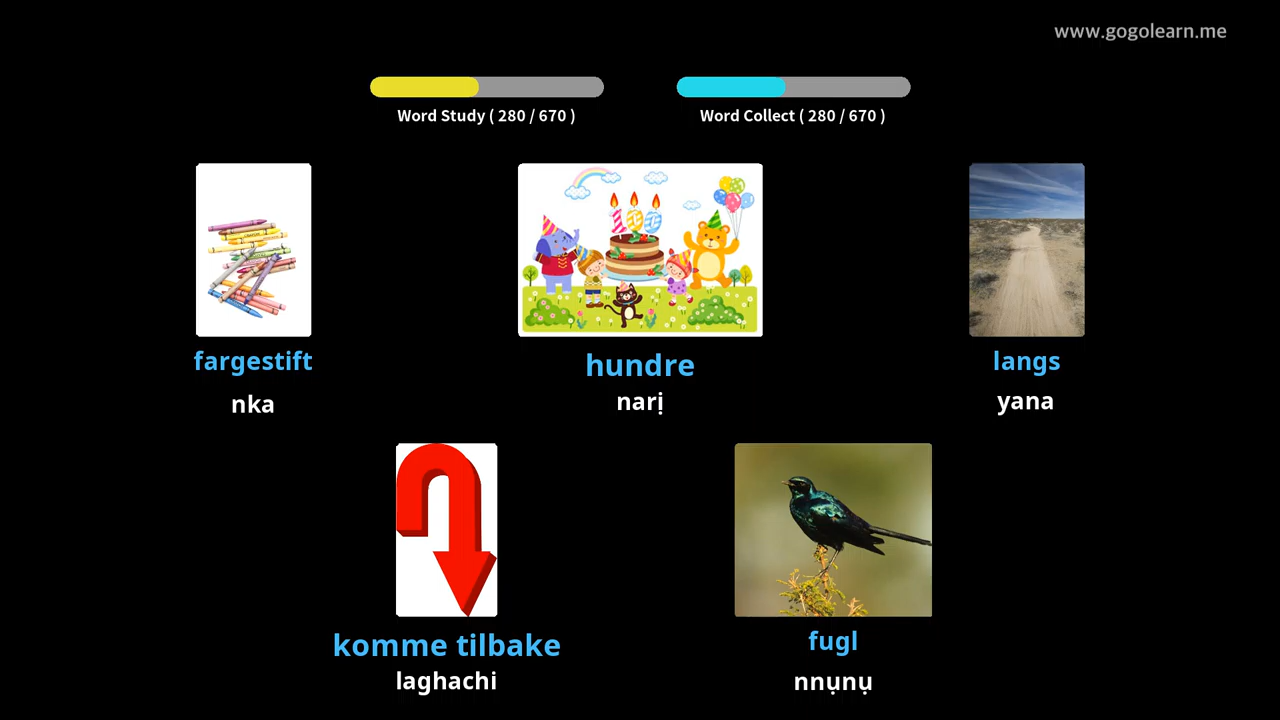 www.gogolearn.me
Word Study ( 280 / 670 )
Word Collect ( 280 / 670 )
100
fargestift
hundre
langs
nka
narị
yana
komme tilbake
fugl
laghachi
nnụnụ